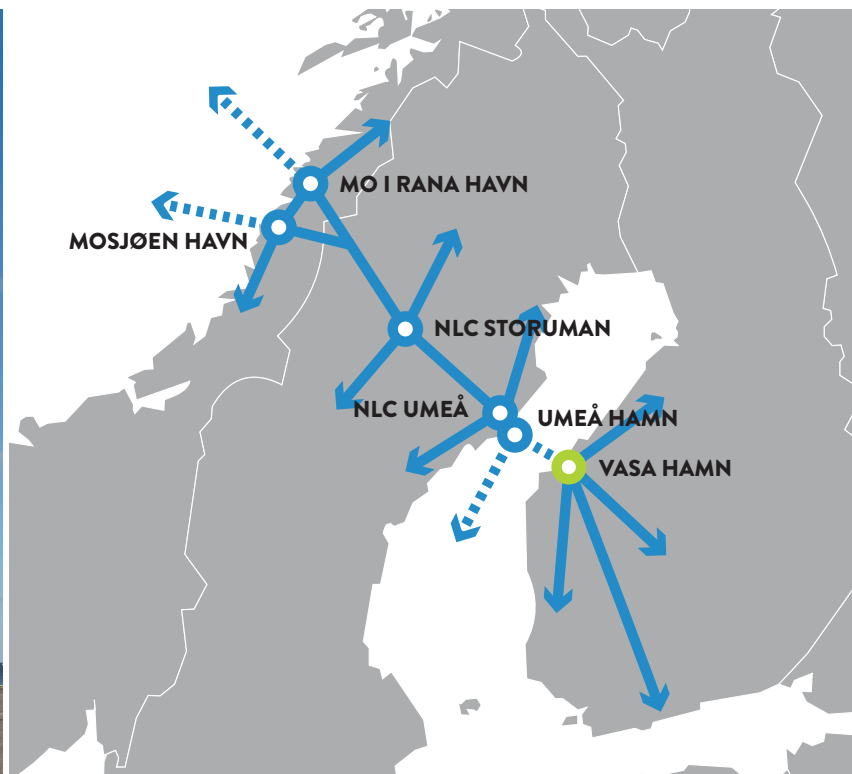 MO I RANA HAVN
MOSJØEN HAVN
NLC STORUMAN
NLC UMEÅ
UMEÅ HAMN
VASA HAMN